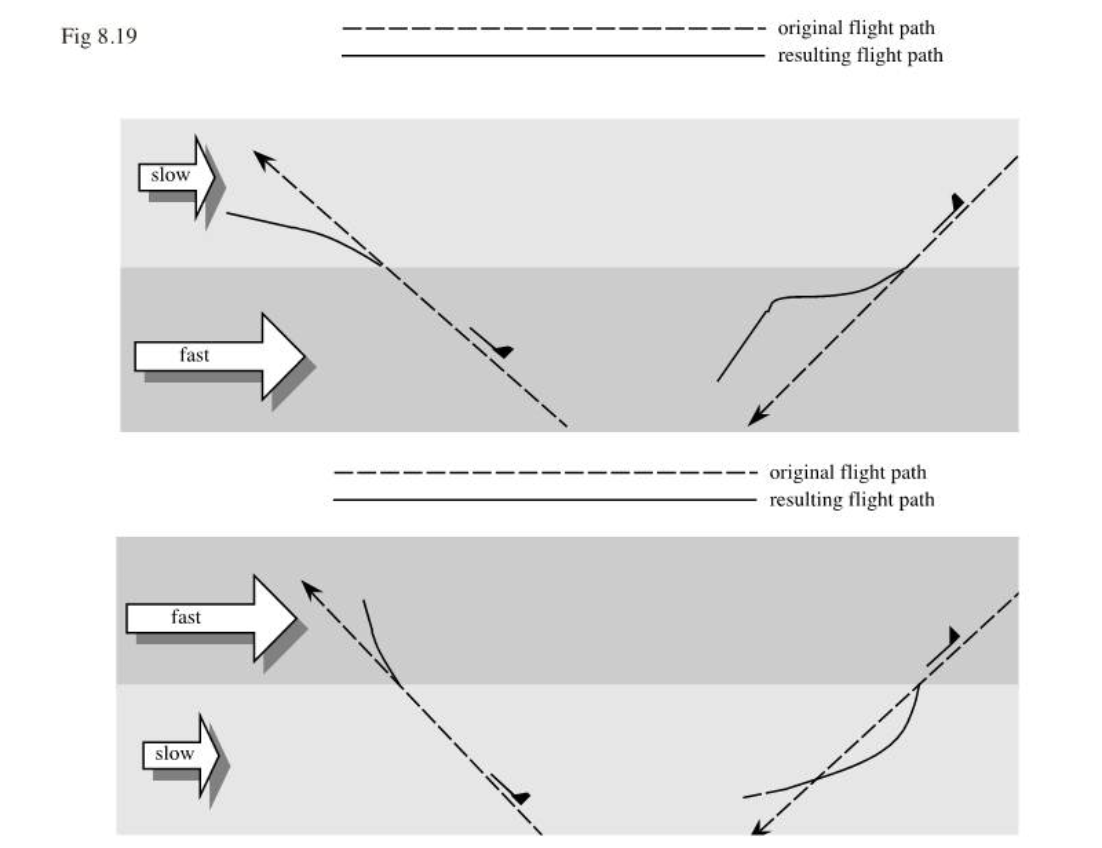 Fig 8.19
original flight path
resulting flight path
slow
fast
original flight path
resulting flight path
fast
slow